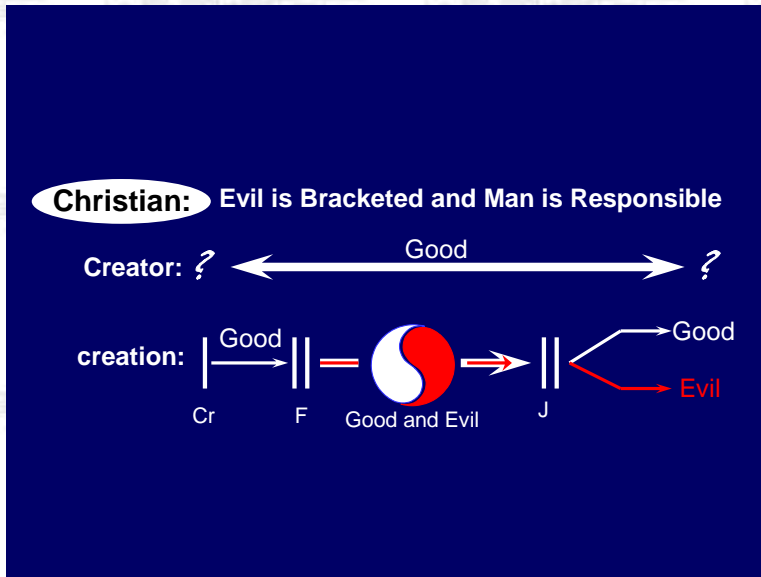 Christian: Evil is Bracketed and Man is Responsible
Good
Creator: ? ?
Good
creation: Good
Evil
Cr F Good and Evil J